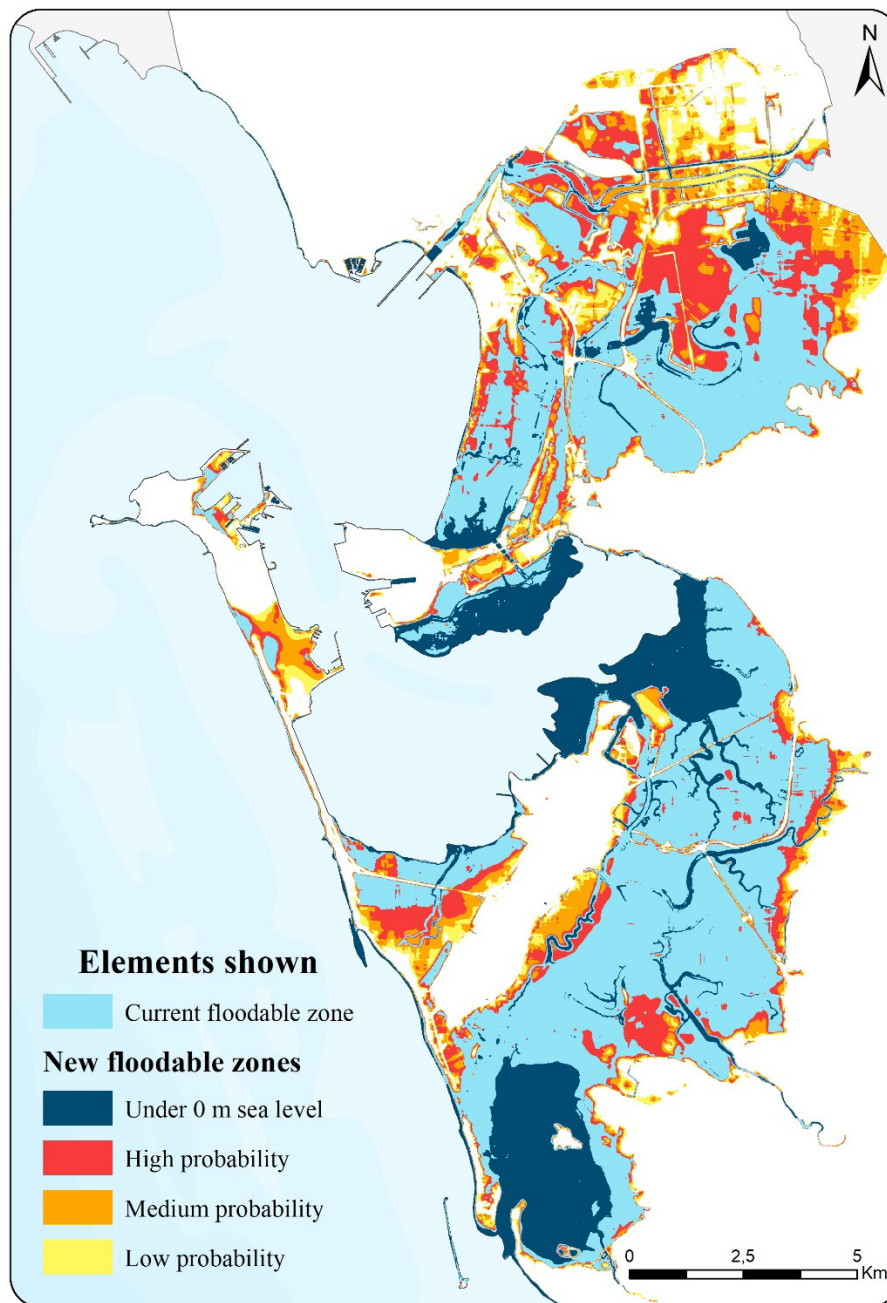 N
Elements shown
Current floodable zone
New floodable zones
Under 0 m sea level
High probability
Medium probability
Low probability
0 2,5 5
Km